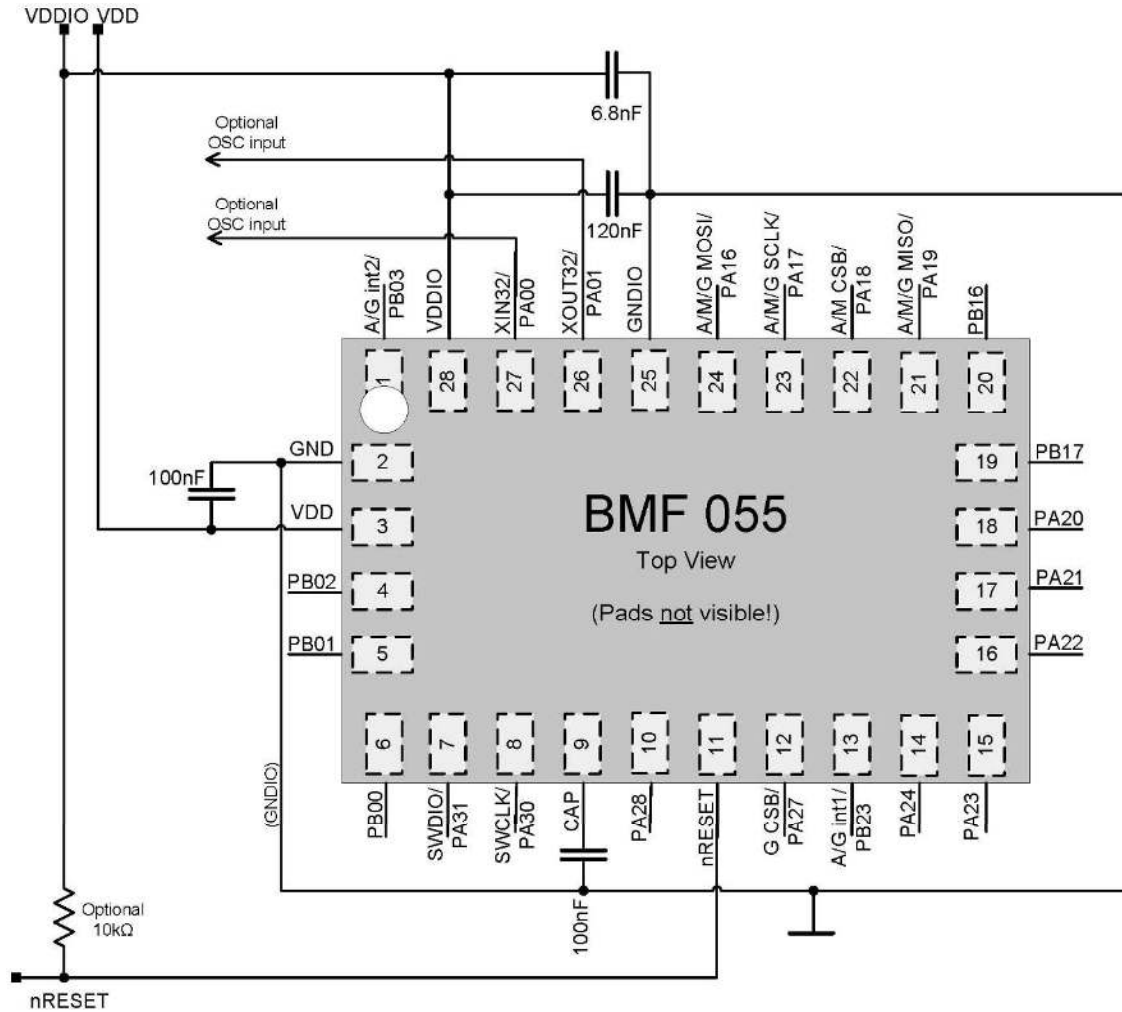 VDDIO VDD
6.8nF
Optional
OSC input
Optional
OSC input
120nF
A/G int2/
PB03
VDDIO
XIN32/
PA00
XOUT32/
PA01
GNDIO
A/M/G MOSI/
PA16
A/M/G SCLK/
PA17
A/M CSB/
PA18
A/M/G MISO/
PA19
PB16
1
28
27
26
25
24
23
22
21
20
GND
2
100nF
VDD
3
PB02
4
PB01
5
BMF 055
Top View
(Pads not visible!)
19
PB17
18
PA20
17
PA21
16
PA22
6
7
8
9
10
11
12
13
14
15
(GNDIO)
PB00
SWDIO/
PA31
SWCLK/
PA30
CAP
PA28
nRESET
G CSB/
PA27
A/G int1/
PB23
PA24
PA23
100nF
Optional
10kΩ
nRESET